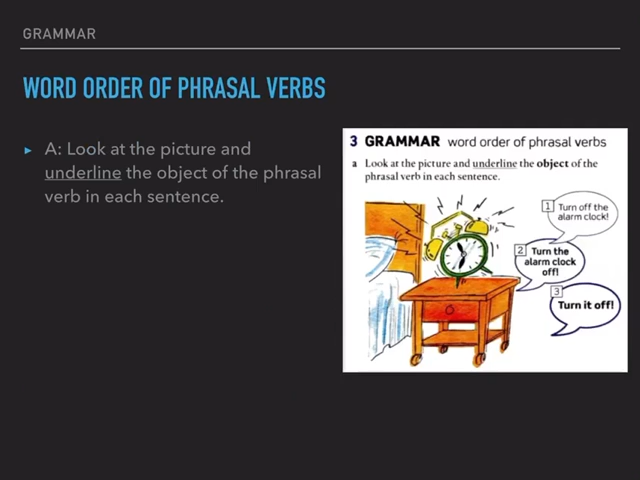 GRAMMAR
WORD ORDER OF PHRASAL VERBS
▸ A: Look at the picture and
underline the object of the phrasal
verb in each sentence.
3 GRAMMAR word order of phrasal verbs
a Look at the picture and underline the object of the
phrasal verb in each sentence.
1 Turn off the
alarm clock!
2 Turn the
alarm clock
off!
3
Turn it off!